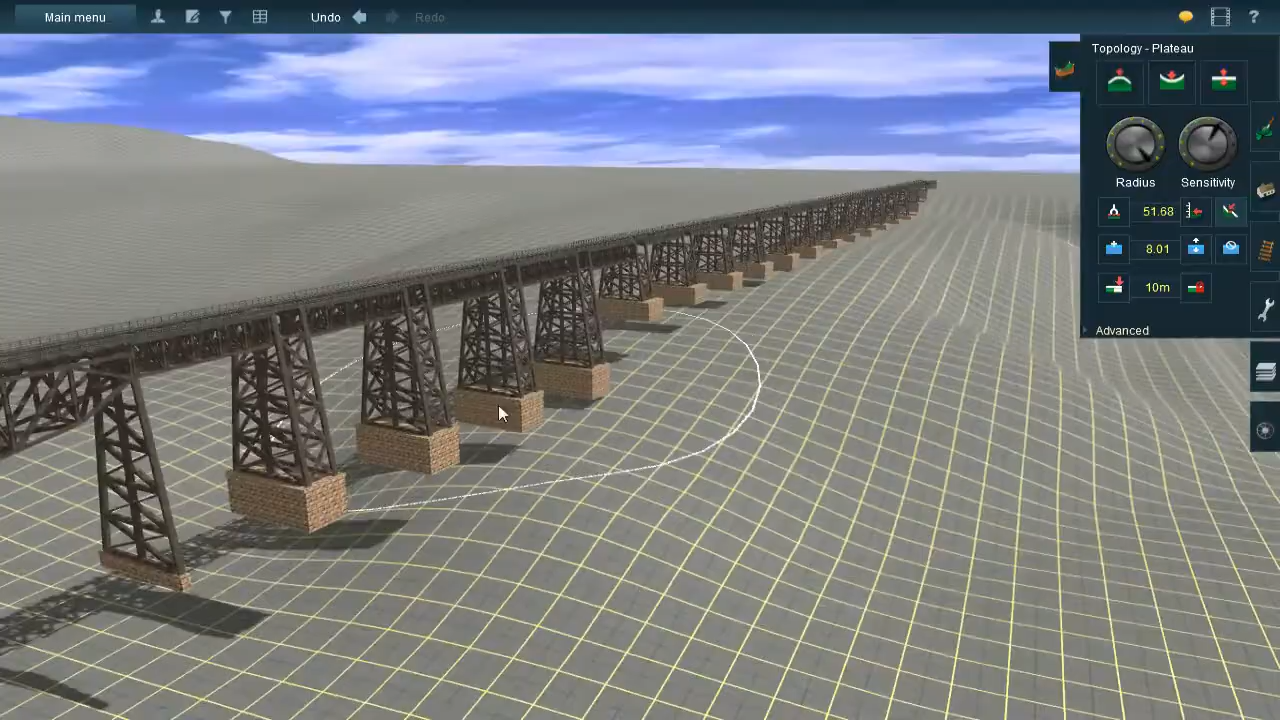 Main menu
Undo
Redo
?
Topology - Plateau
Radius
Sensitivity
51.68
8.01
10m
Advanced